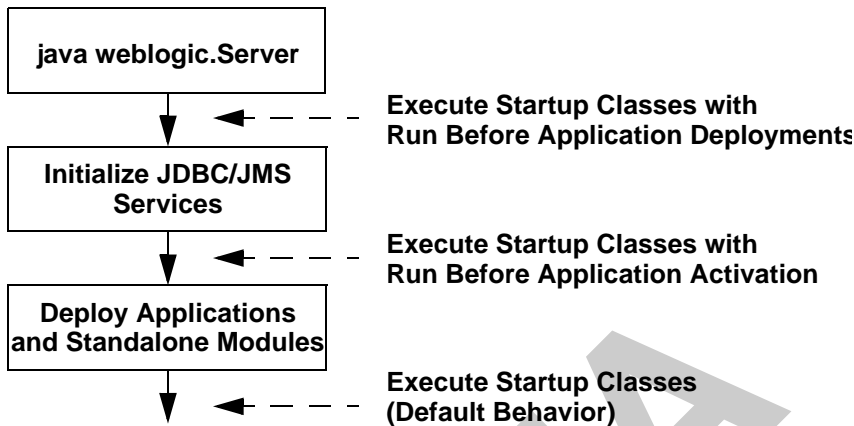 java weblogic.Server
Execute Startup Classes with
Run Before Application Deployments
Initialize JDBC/JMS
Services
Execute Startup Classes with
Run Before Application Activation
Deploy Applications
and Standalone Modules
Execute Startup Classes
(Default Behavior)